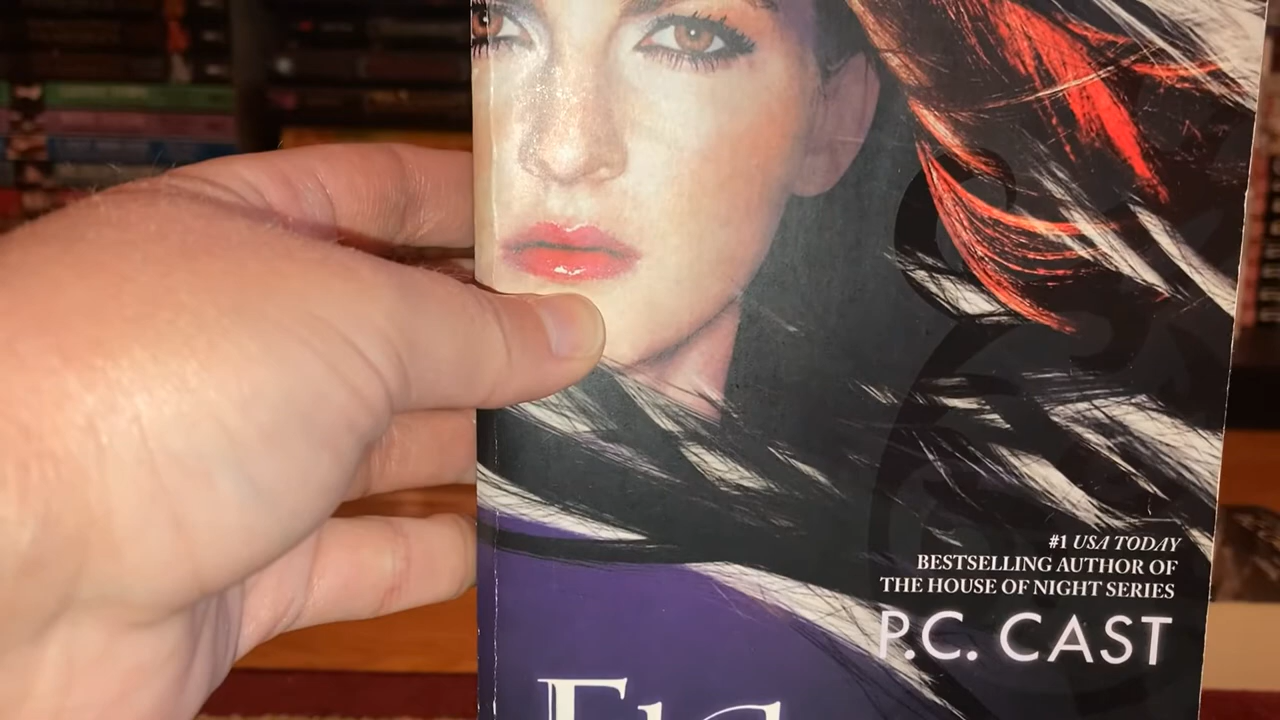 #1 USA TODAY
BESTSELLING AUTHOR OF
THE HOUSE OF NIGHT SERIES
P.C. CAST